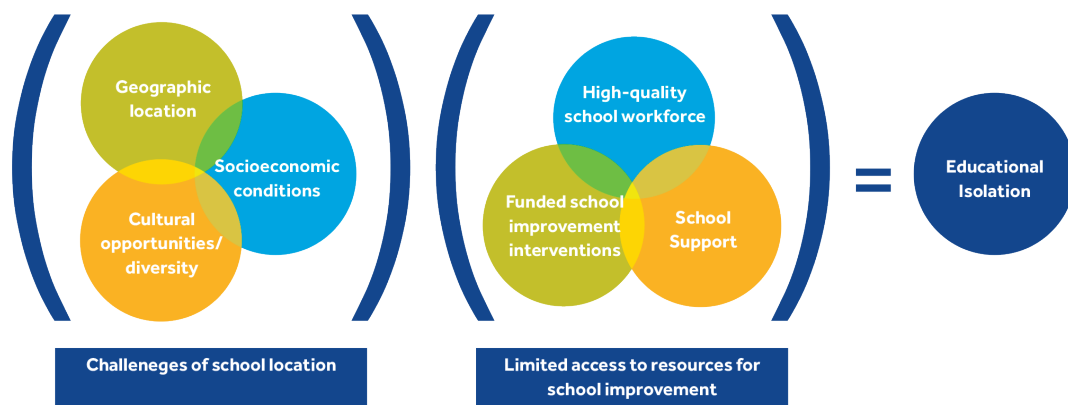 Geographic
location
Socioeconomic
conditions
Cultural
opportunities/
diversity
Challeneges of school location
High-quality
school workforce
Funded school
improvement
interventions
School
Support
Limited access to resources for
school improvement
=
Educational
Isolation